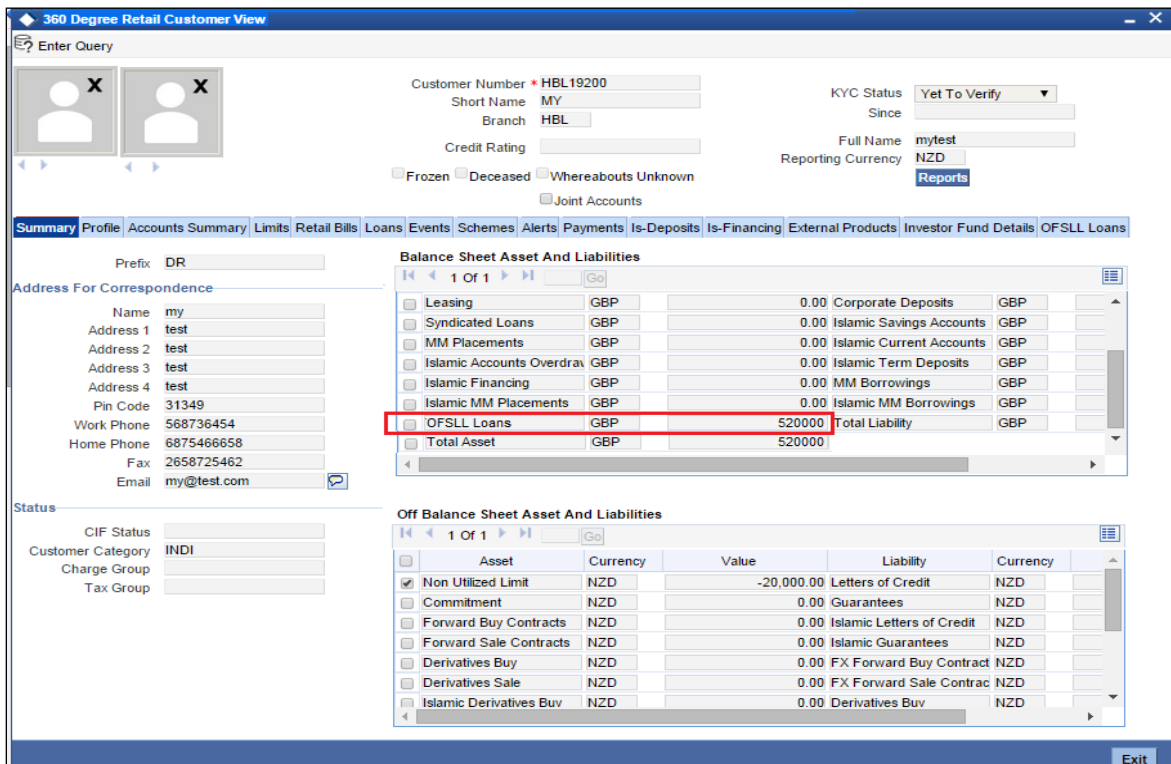 360 Degree Retail Customer View
Enter Query
X X
Customer Number * HBL19200
Short Name MY
Branch HBL
Credit Rating
Frozen Deceased Whereabouts Unknown
Joint Accounts
KYC Status Yet To Verify
Since
Full Name mytest
Reporting Currency NZD
Reports
Summary Profile Accounts Summary Limits Retail Bills Loans Events Schemes Alerts Payments Is-Deposits Is-Financing External Products Investor Fund Details OFSLL Loans
Prefix DR
Address For Correspondence
Name my
Address 1 test
Address 2 test
Address 3 test
Address 4 test
Pin Code 31349
Work Phone 568736454
Home Phone 6875466658
Fax 2658725462
Email my@test.com
Status
CIF Status
Customer Category INDI
Charge Group
Tax Group
Balance Sheet Asset And Liabilities
1 Of 1 Go
Leasing GBP 0.00 Corporate Deposits GBP
Syndicated Loans GBP 0.00 Islamic Savings Accounts GBP
MM Placements GBP 0.00 Islamic Current Accounts GBP
Islamic Accounts Overdrav GBP 0.00 Islamic Term Deposits GBP
Islamic Financing GBP 0.00 MM Borrowings GBP
Islamic MM Placements GBP 0.00 Islamic MM Borrowings GBP
OFSLL Loans GBP 520000 Total Liability GBP
Total Asset GBP 520000
Off Balance Sheet Asset And Liabilities
1 Of 1 Go
Asset Currency Value Liability Currency
Non Utilized Limit NZD -20,000.00 Letters of Credit NZD
Commitment NZD 0.00 Guarantees NZD
Forward Buy Contracts NZD 0.00 Islamic Letters of Credit NZD
Forward Sale Contracts NZD 0.00 Islamic Guarantees NZD
Derivatives Buy NZD 0.00 FX Forward Buy Contract NZD
Derivatives Sale NZD 0.00 FX Forward Sale Contrac NZD
Islamic Derivatives Buy NZD 0.00 Derivatives Buy NZD
Exit